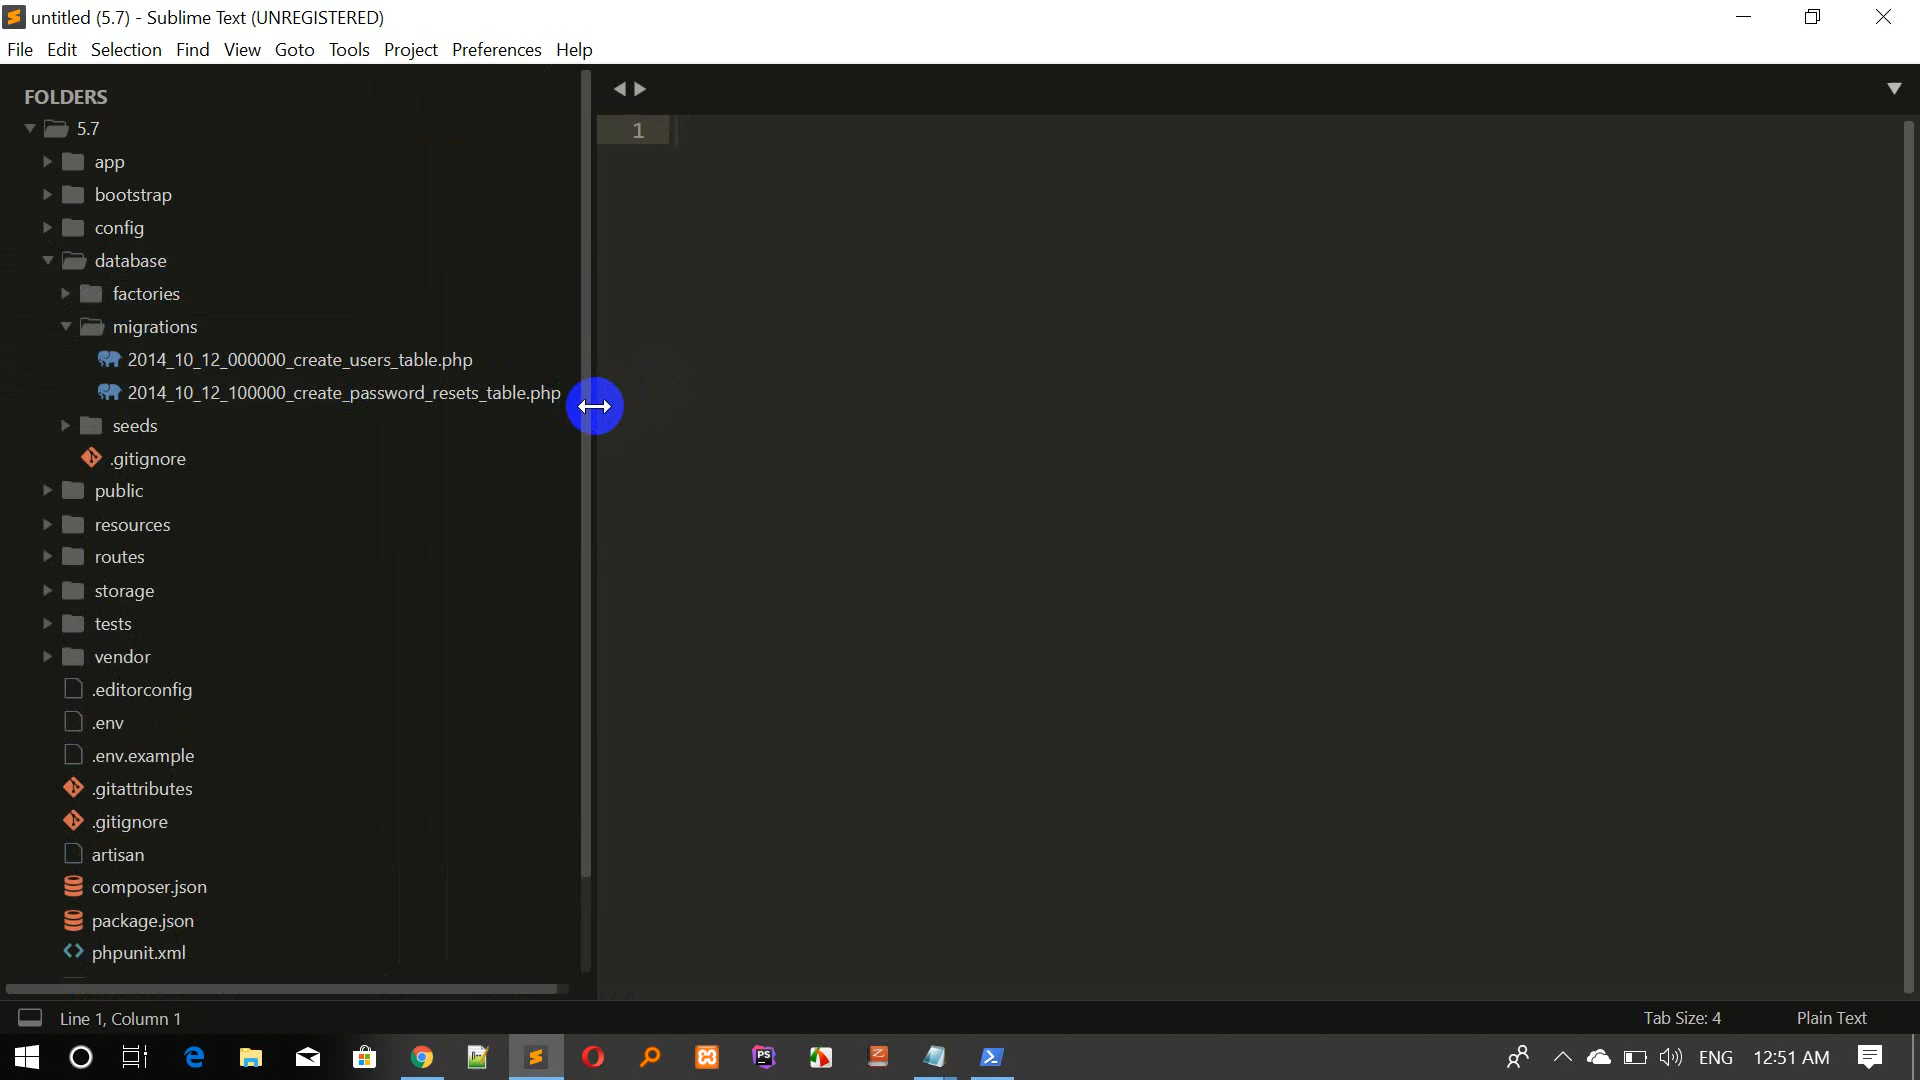 untitled (5.7) - Sublime Text (UNREGISTERED)
File Edit Selection Find View Goto Tools Project Preferences Help
FOLDERS
5.7
app
bootstrap
config
database
factories
migrations
2014_10_12_000000_create_users_table.php
2014_10_12_100000_create_password_resets_table.php
seeds
.gitignore
public
resources
routes
storage
tests
vendor
.editorconfig
.env
.env.example
.gitattributes
.gitignore
artisan
composer.json
package.json
phpunit.xml
1
Line 1, Column 1
Tab Size: 4
Plain Text
PS
ENG
12:51 AM